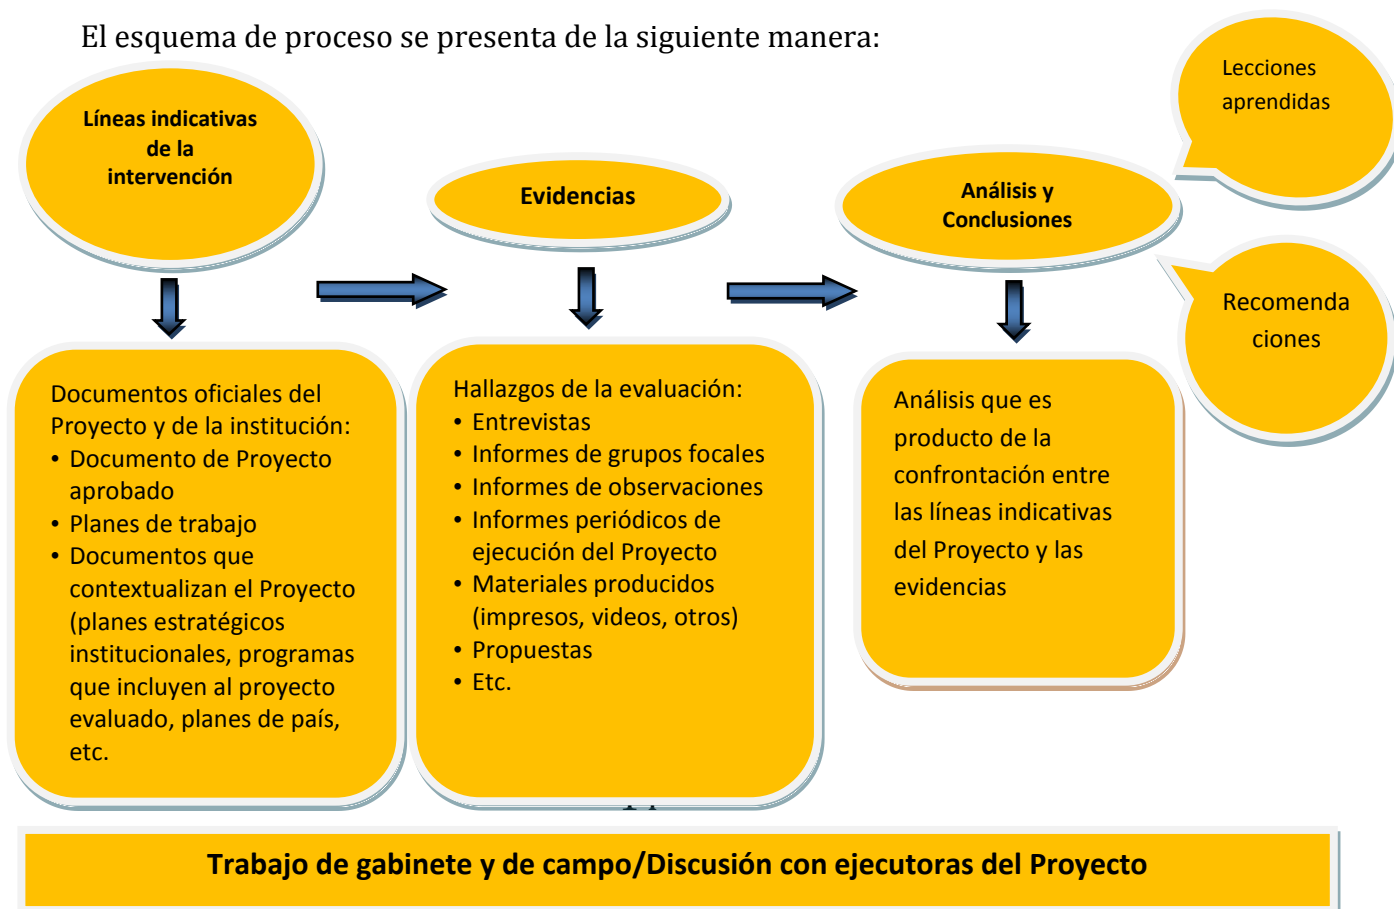 El esquema de proceso se presenta de la siguiente manera:
Líneas indicativas
de la
intervención
Evidencias
Análisis y
Conclusiones
Lecciones
aprendidas
Recomenda
ciones
Documentos oficiales del
Proyecto y de la institución:
• Documento de Proyecto
aprobado
• Planes de trabajo
• Documentos que
contextualizan el Proyecto
(planes estratégicos
institucionales, programas
que incluyen al proyecto
evaluado, planes de país,
etc.
Hallazgos de la evaluación:
• Entrevistas
• Informes de grupos focales
• Informes de observaciones
• Informes periódicos de
ejecución del Proyecto
• Materiales producidos
(impresos, videos, otros)
• Propuestas
• Etc.
Análisis que es
producto de la
confrontación entre
las líneas indicativas
del Proyecto y las
evidencias
Trabajo de gabinete y de campo/Discusión con ejecutoras del Proyecto